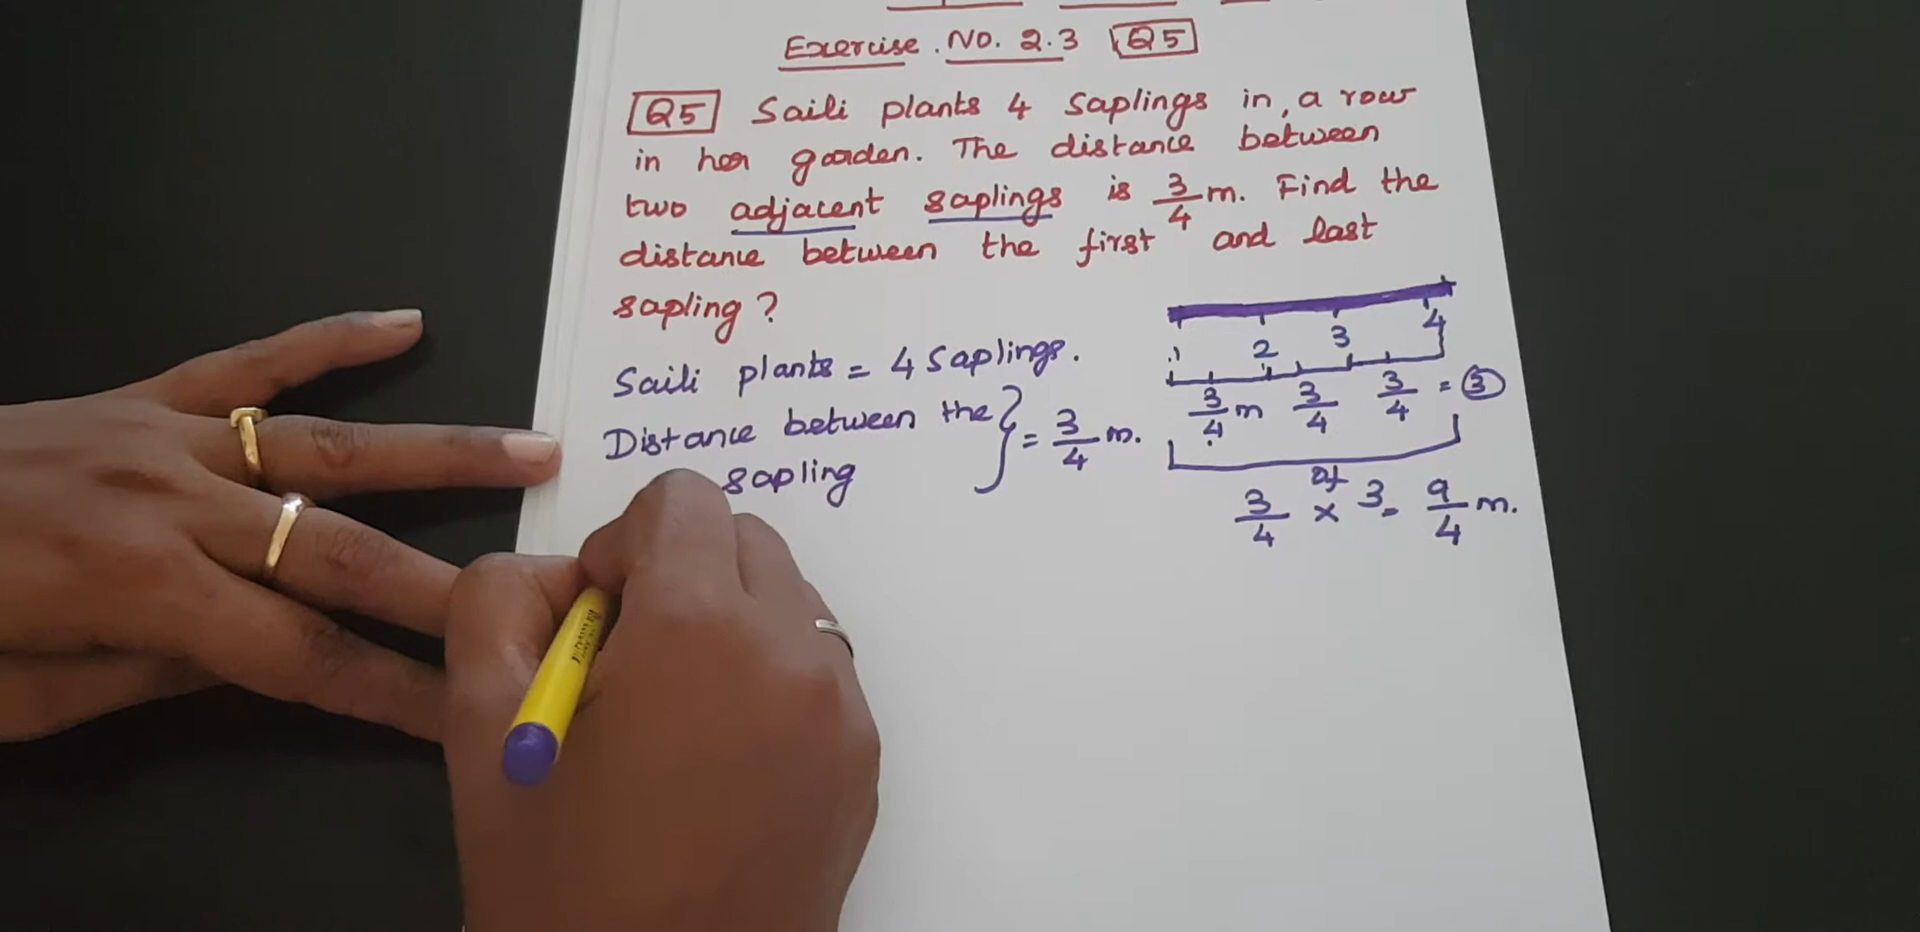 Exercise. No. 2.3 Q5
Q5 Saili plants 4 saplings in, a row
in her garden. The distance between
two adjacent saplings is 3/4 m. Find the
distance between the first and last
sapling?
1 2 3 4
3/4 m 3/4 3/4 = 3
Saili plants = 4 Saplings.
Distance between the
sapling } = 3/4 m.
of
3/4 × 3 = 9/4 m.